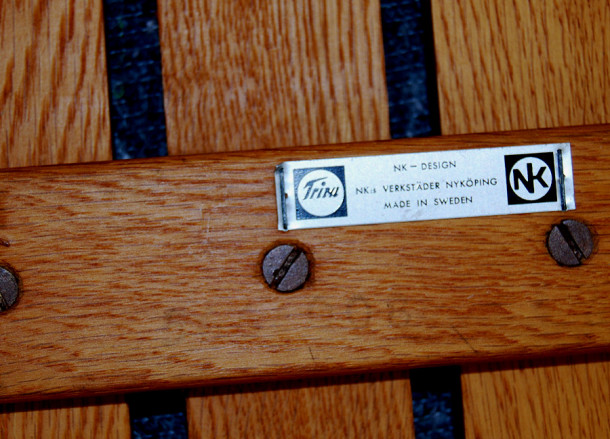 Triva
NK – DESIGN
NK:s VERKSTÄDER NYKÖPING
MADE IN SWEDEN
NK